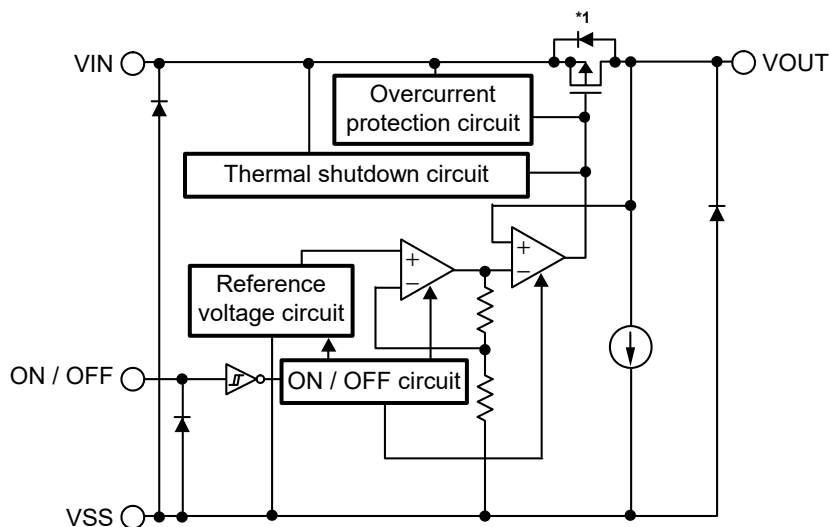 *1
VIN
VOUT
Overcurrent
protection circuit
Thermal shutdown circuit
+
−
+
−
Reference
voltage circuit
ON / OFF
ON / OFF circuit
VSS